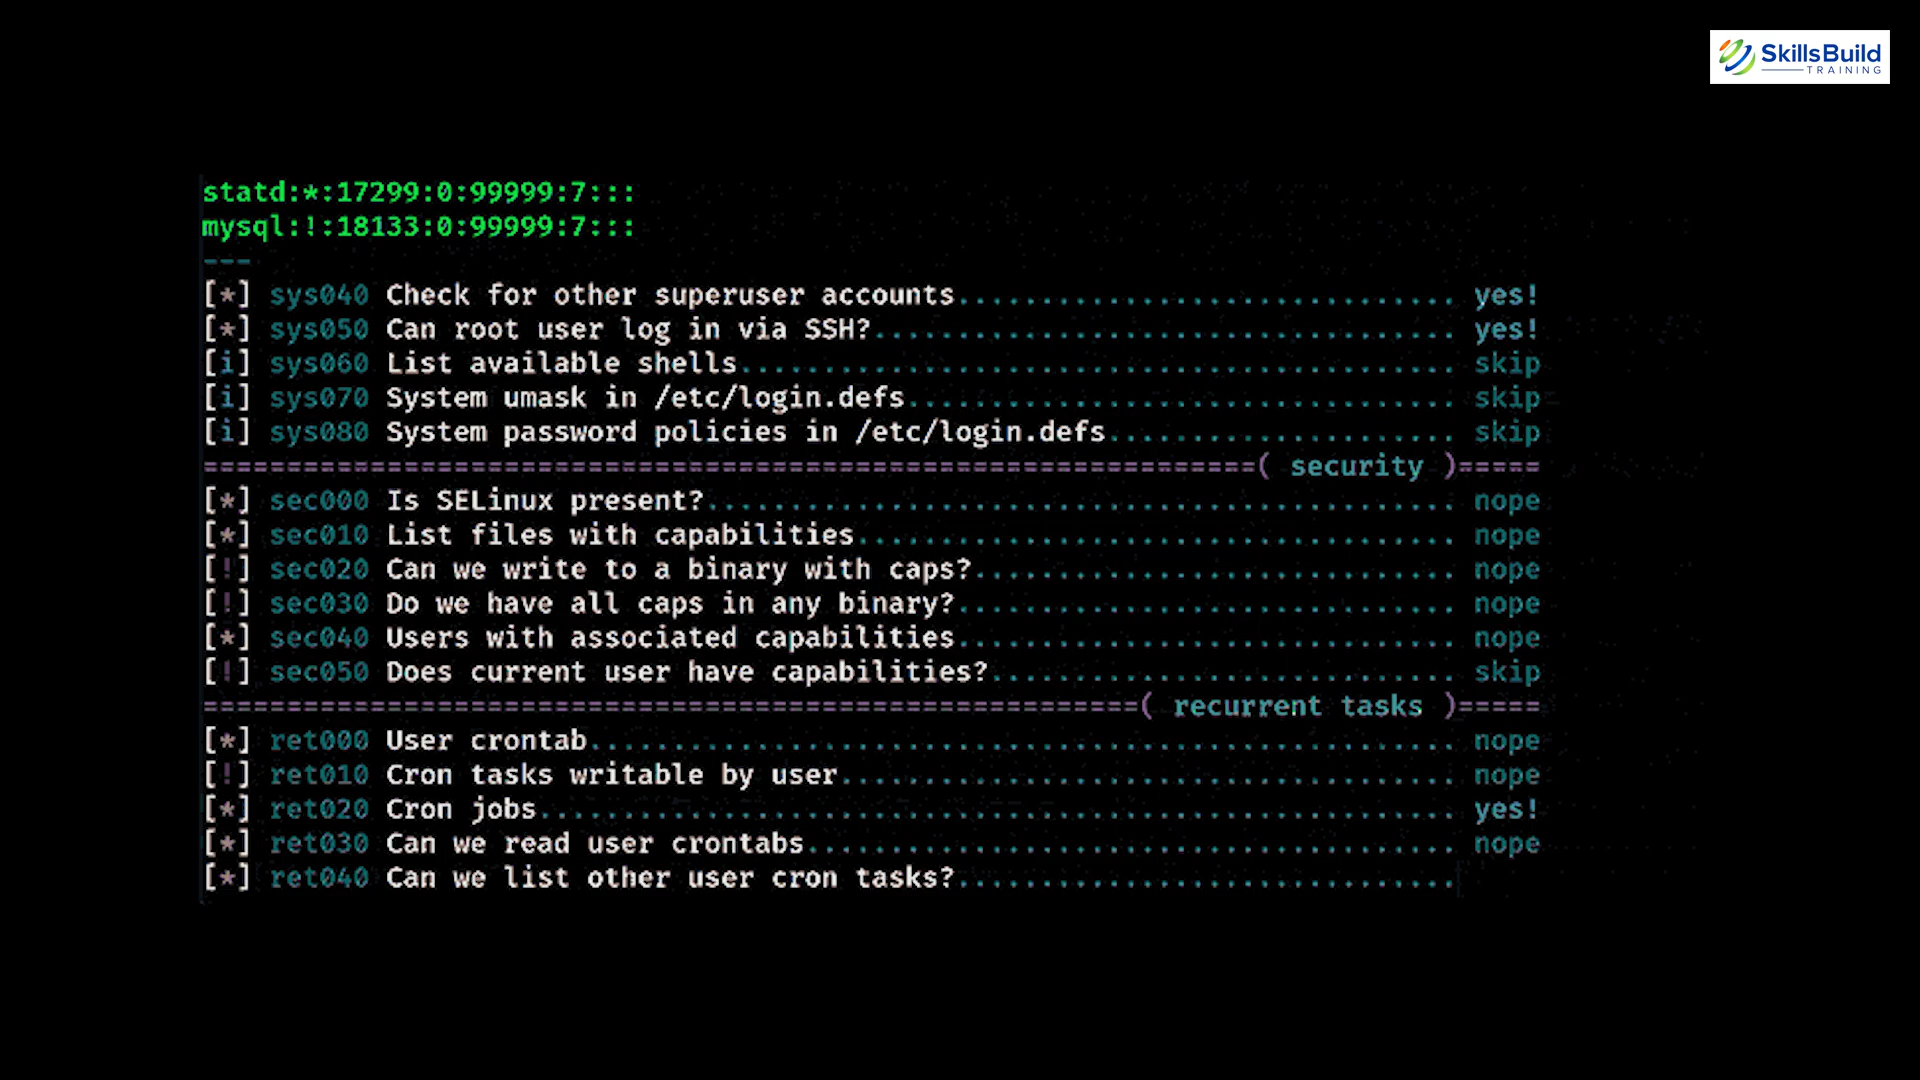 SkillsBuild
TRAINING
statd:*:17299:0:99999:7:::
mysql:!:18133:0:99999:7:::
---
[*] sys040 Check for other superuser accounts.............................. yes!
[*] sys050 Can root user log in via SSH?................................... yes!
[i] sys060 List available shells........................................... skip
[i] sys070 System umask in /etc/login.defs................................. skip
[i] sys080 System password policies in /etc/login.defs..................... skip
===============================================================( security )=====
[*] sec000 Is SELinux present?............................................. nope
[*] sec010 List files with capabilities.................................... nope
[!] sec020 Can we write to a binary with caps?............................. nope
[!] sec030 Do we have all caps in any binary?.............................. nope
[*] sec040 Users with associated capabilities.............................. nope
[!] sec050 Does current user have capabilities?............................ skip
========================================================( recurrent tasks )=====
[*] ret000 User crontab.................................................... nope
[!] ret010 Cron tasks writable by user..................................... nope
[*] ret020 Cron jobs....................................................... yes!
[*] ret030 Can we read user crontabs....................................... nope
[*] ret040 Can we list other user cron tasks?..............................